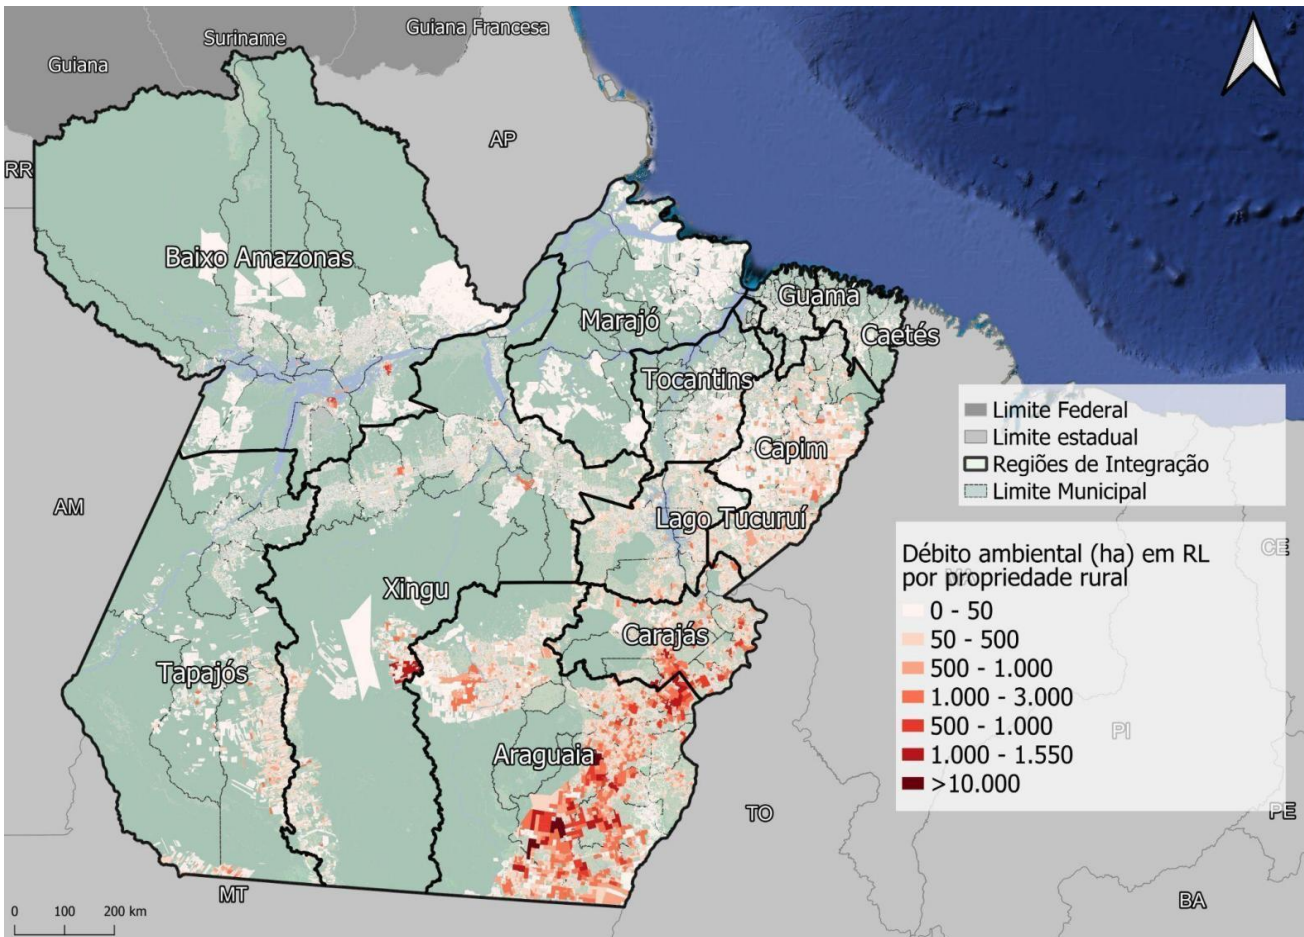 Suriname
Guiana Francesa
Guiana
AP
RR
Baixo Amazonas
Guamá
Marajó
Caetés
Tocantins
Capim
AM
Lago Tucuruí
Xingu
Carajás
Tapajós
Araguaia
TO
MT
BA
PE
PI
CE
MA
Limite Federal
Limite estadual
Regiões de Integração
Limite Municipal
Débito ambiental (ha) em RL
por propriedade rural
0 - 50
50 - 500
500 - 1.000
1.000 - 3.000
500 - 1.000
1.000 - 1.550
>10.000
0 100 200 km